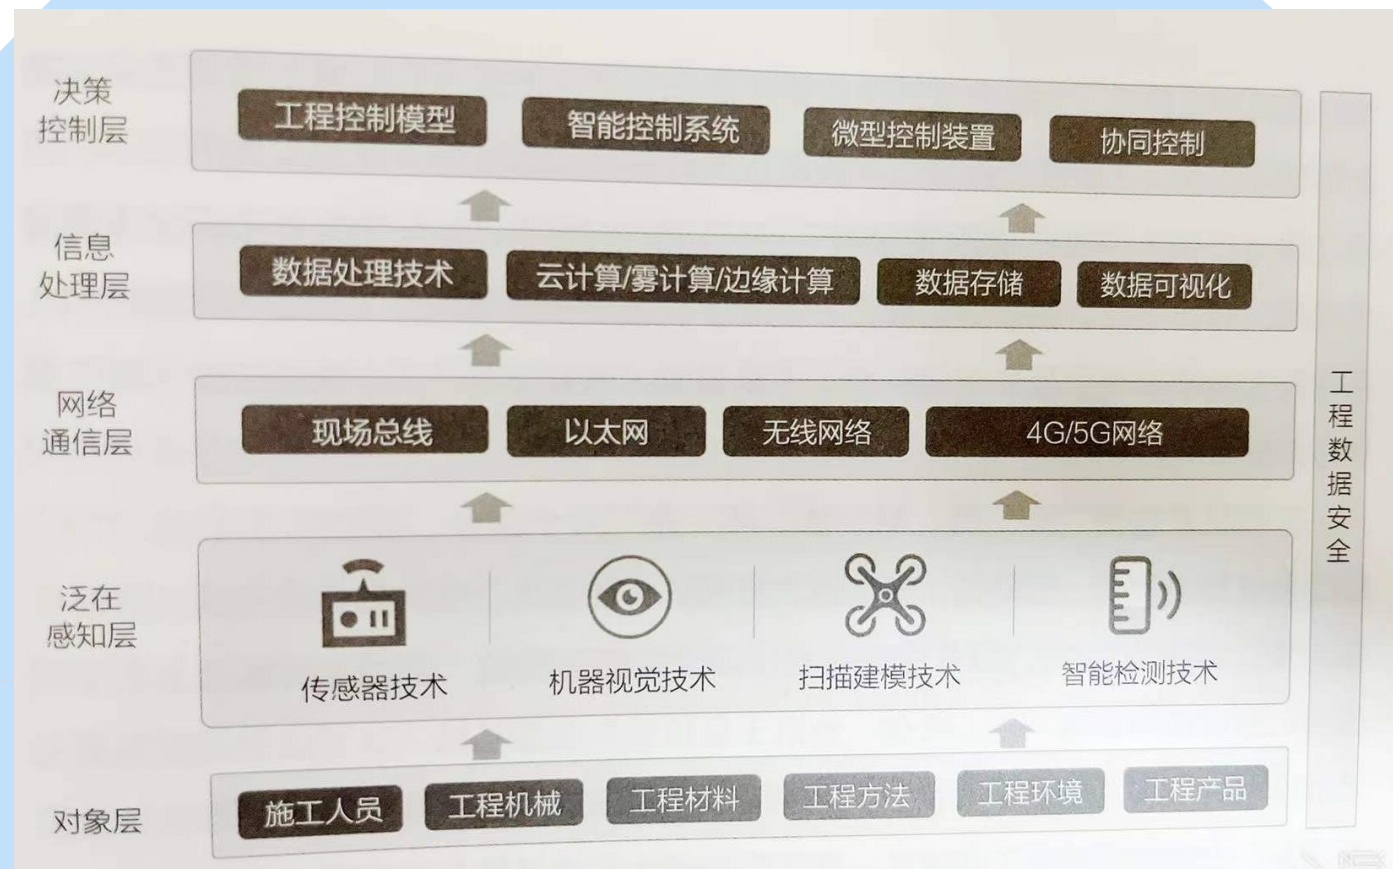 决策
控制层
工程控制模型
智能控制系统
微型控制装置
协同控制
信息
处理层
数据处理技术
云计算/雾计算/边缘计算
数据存储
数据可视化
网络
通信层
现场总线
以太网
无线网络
4G/5G网络
泛在
感知层
传感器技术
机器视觉技术
扫描建模技术
智能检测技术
对象层
施工人员
工程机械
工程材料
工程方法
工程环境
工程产品
工程数据安全